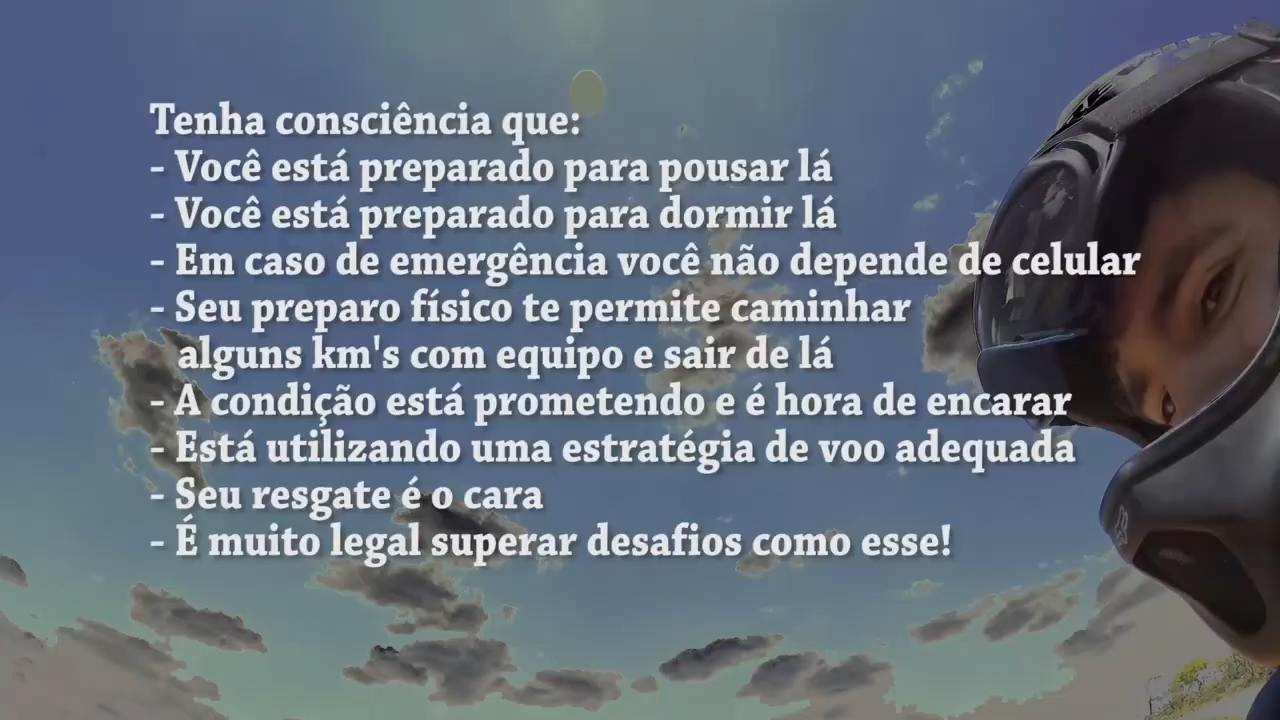 Tenha consciência que:
- Você está preparado para pousar lá
- Você está preparado para dormir lá
- Em caso de emergência você não depende de celular
- Seu preparo físico te permite caminhar
alguns km's com equipo e sair de lá
- A condição está prometendo e é hora de encarar
- Está utilizando uma estratégia de voo adequada
- Seu resgate é o cara
- É muito legal superar desafios como esse!